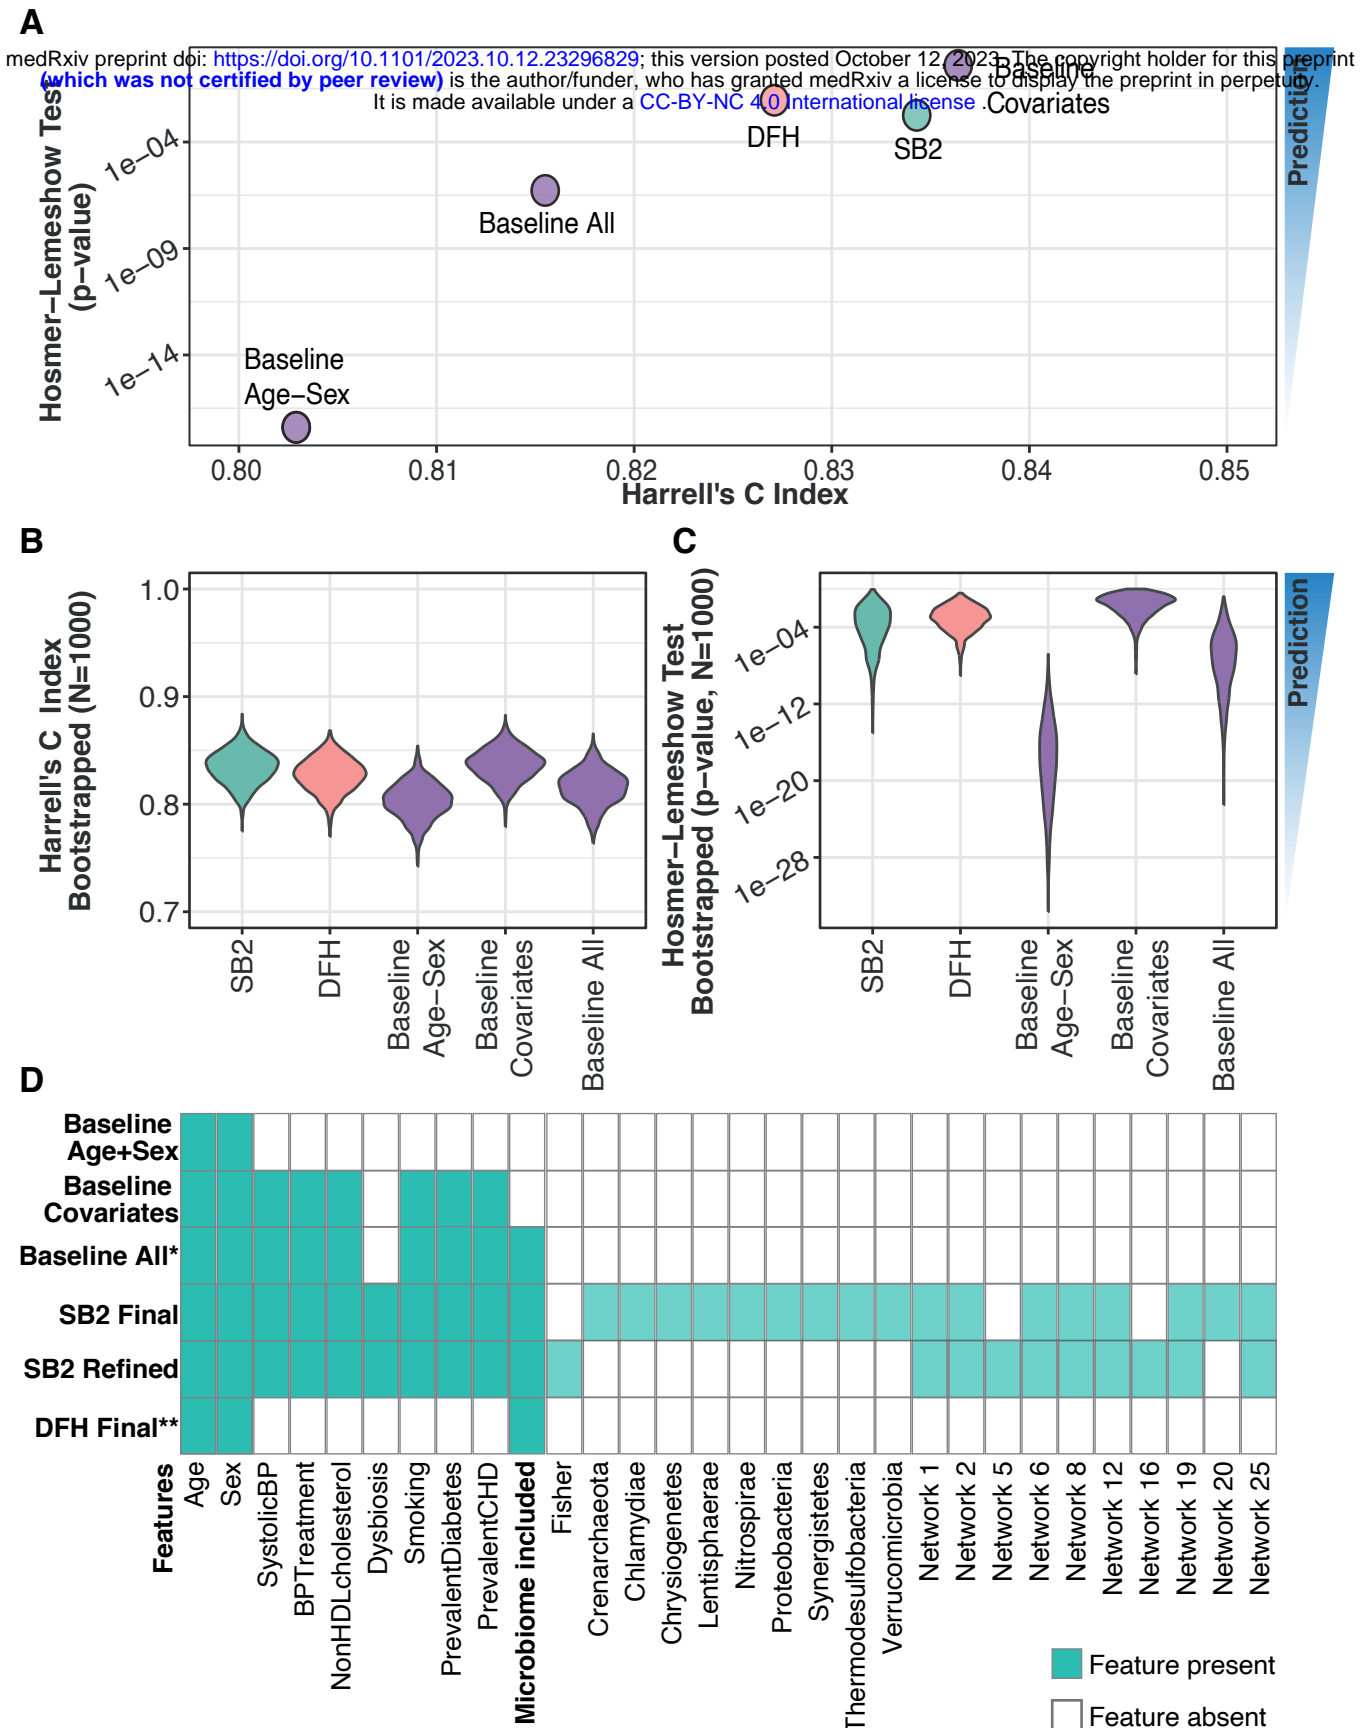 A
medRxiv preprint doi: https://doi.org/10.1101/2023.10.12.23296829; this version posted October 12, 2023. The copyright holder for this preprint
(which was not certified by peer review) is the author/funder, who has granted medRxiv a license to display the preprint in perpetuity.
It is made available under a CC-BY-NC 4.0 International license .
Baseline
Covariates
DFH
SB2
Baseline All
Baseline
Age−Sex
Hosmer−Lemeshow Test
(p−value)
1e−04
1e−09
1e−14
0.80
0.81
0.82
0.83
0.84
0.85
Harrell's C Index
Prediction
B
Harrell's C Index
Bootstrapped (N=1000)
1.0
0.9
0.8
0.7
SB2
DFH
Baseline
Age−Sex
Baseline
Covariates
Baseline All
C
Hosmer−Lemeshow Test
Bootstrapped (p−value, N=1000)
1e−04
1e−12
1e−20
1e−28
SB2
DFH
Baseline
Age−Sex
Baseline
Covariates
Baseline All
Prediction
D
Baseline
Age+Sex
Baseline
Covariates
Baseline All*
SB2 Final
SB2 Refined
DFH Final**
Features
Age
Sex
SystolicBP
BPTreatment
NonHDLcholesterol
Dysbiosis
Smoking
PrevalentDiabetes
PrevalentCHD
Microbiome included
Fisher
Crenarchaeota
Chlamydiae
Chrysiogenetes
Lentisphaerae
Nitrospirae
Proteobacteria
Synergistetes
Thermodesulfobacteria
Verrucomicrobia
Network 1
Network 2
Network 5
Network 6
Network 8
Network 12
Network 16
Network 19
Network 20
Network 25
Feature present
Feature absent